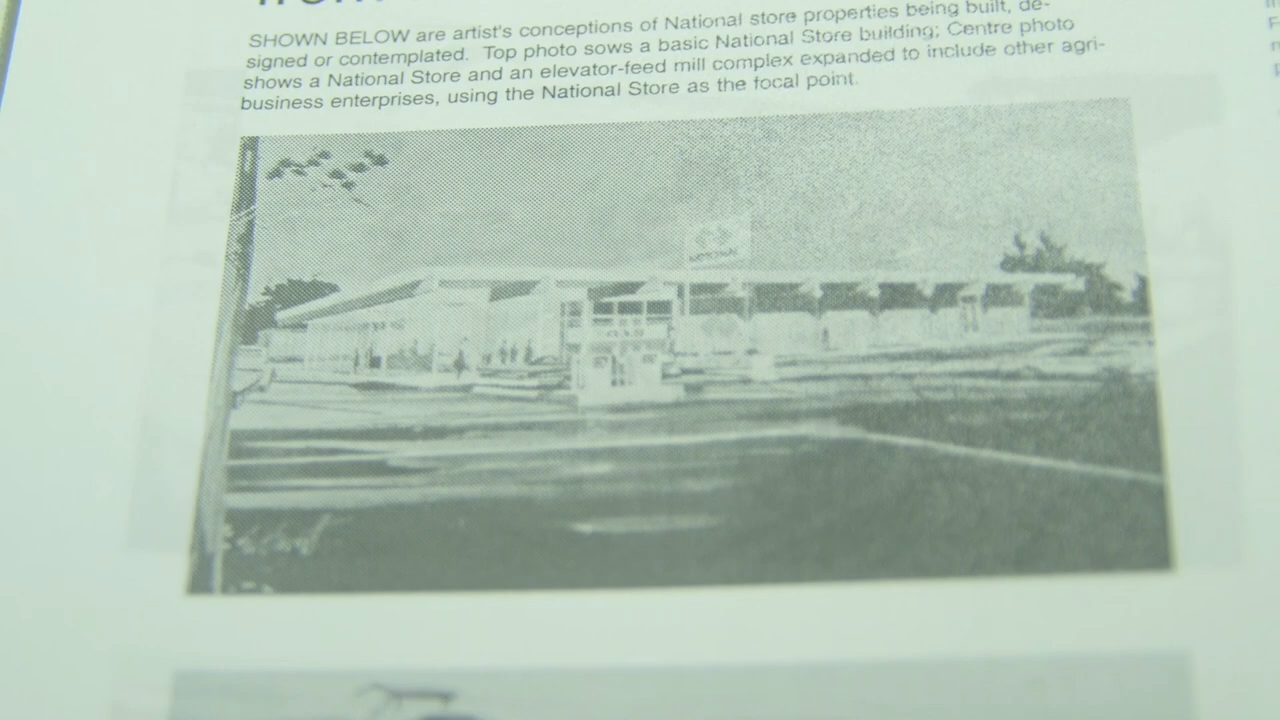 SHOWN BELOW are artist's conceptions of National store properties being built, de-
signed or contemplated. Top photo sows a basic National Store building; Centre photo
shows a National Store and an elevator-feed mill complex expanded to include other agri-
business enterprises, using the National Store as the focal point.